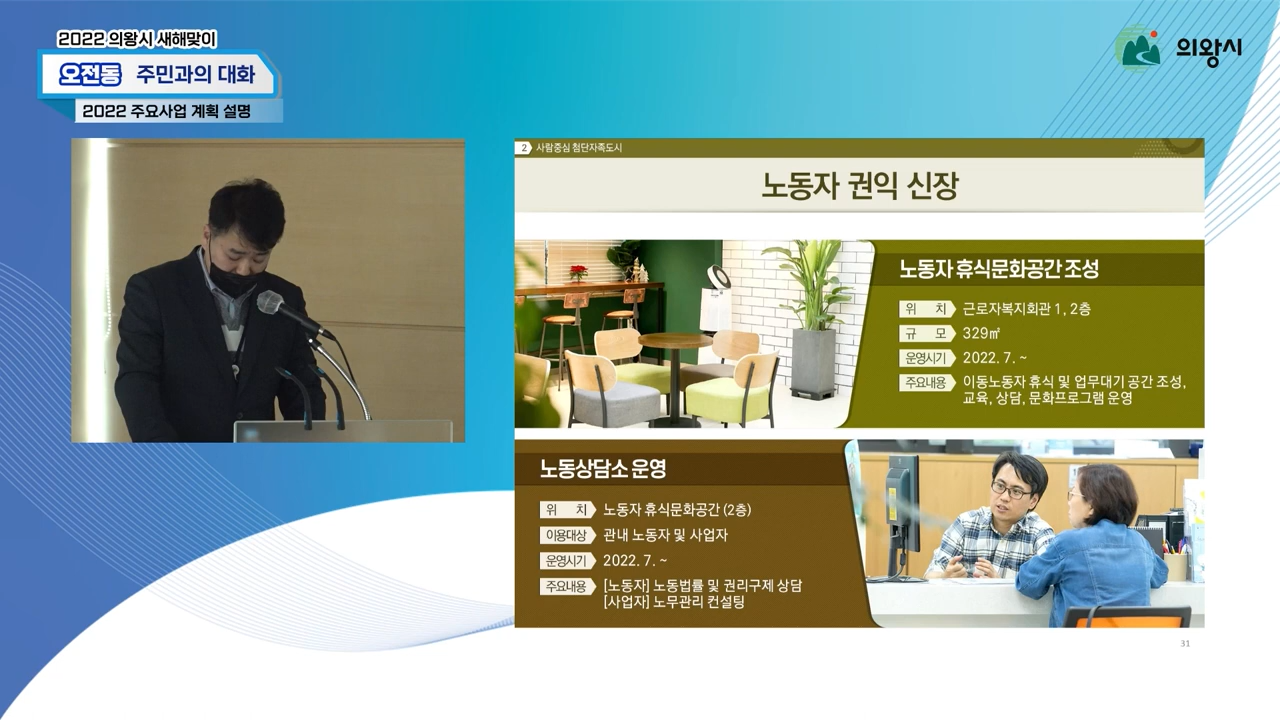 2022 의왕시 새해맞이
오전동 주민과의 대화
2022 주요사업 계획 설명
의왕시
2 사람중심 첨단자족도시
노동자 권익 신장
노동자 휴식문화공간 조성
위 치 근로자복지회관 1, 2층
규 모 329㎡
운영시기 2022. 7. ~
주요내용 이동노동자 휴식 및 업무대기 공간 조성,
교육, 상담, 문화프로그램 운영
노동상담소 운영
위 치 노동자 휴식문화공간 (2층)
이용대상 관내 노동자 및 사업자
운영시기 2022. 7. ~
주요내용 [노동자] 노동법률 및 권리구제 상담
[사업자] 노무관리 컨설팅
31